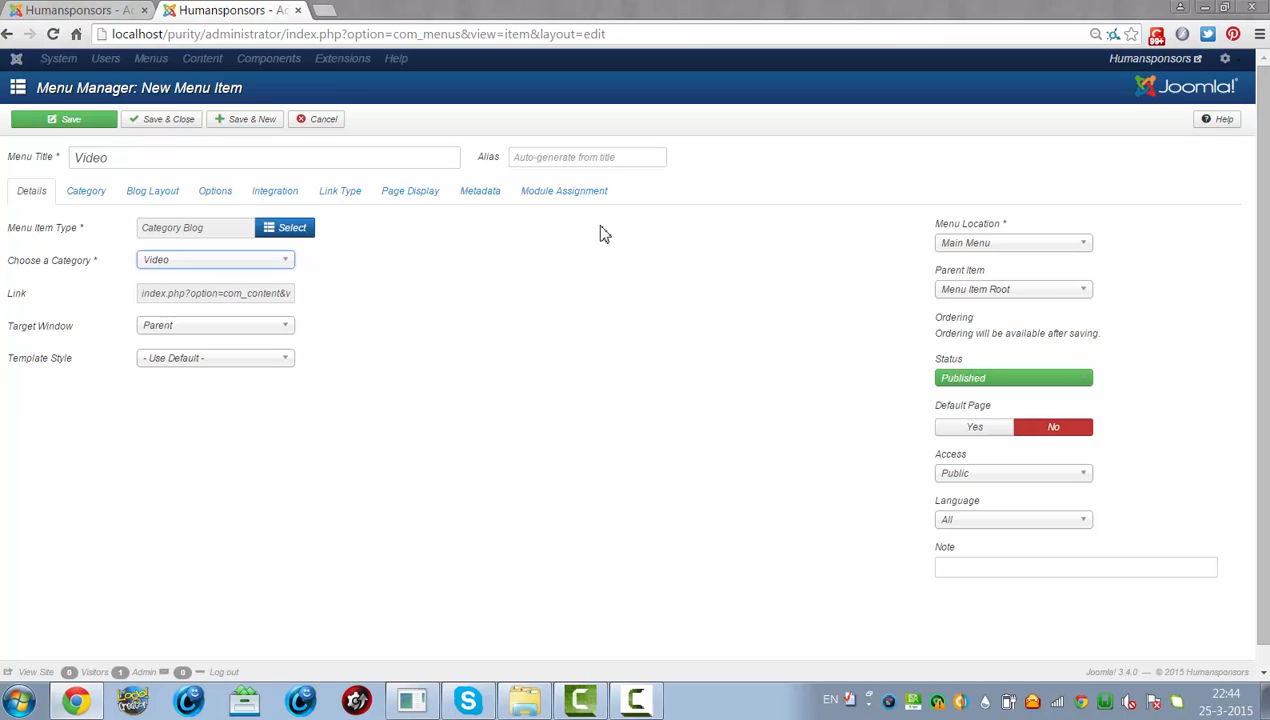 Humansponsors - Ac
Humansponsors - Ac
localhost/purity/administrator/index.php?option=com_menus&view=item&layout=edit
99+
System Users Menus Content Components Extensions Help
Humansponsors
Menu Manager: New Menu Item
Joomla!
Save
Save & Close
Save & New
Cancel
Help
Menu Title * Video Alias Auto-generate from title
Details Category Blog Layout Options Integration Link Type Page Display Metadata Module Assignment
Menu Item Type * Category Blog Select
Choose a Category * Video
Link index.php?option=com_content&v
Target Window Parent
Template Style - Use Default -
Menu Location *
Main Menu
Parent Item
Menu Item Root
Ordering
Ordering will be available after saving.
Status
Published
Default Page
Yes No
Access
Public
Language
All
Note
View Site 0 Visitors 1 Admin 0 Log out
Joomla! 3.4.0 — © 2015 Humansponsors
EN
22:44
25-3-2015